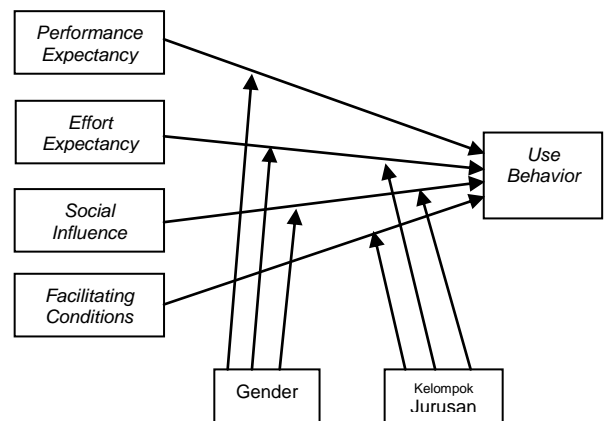 Performance
Expectancy
Effort
Expectancy
Use
Behavior
Social
Influence
Facilitating
Conditions
Gender
Kelompok
Jurusan